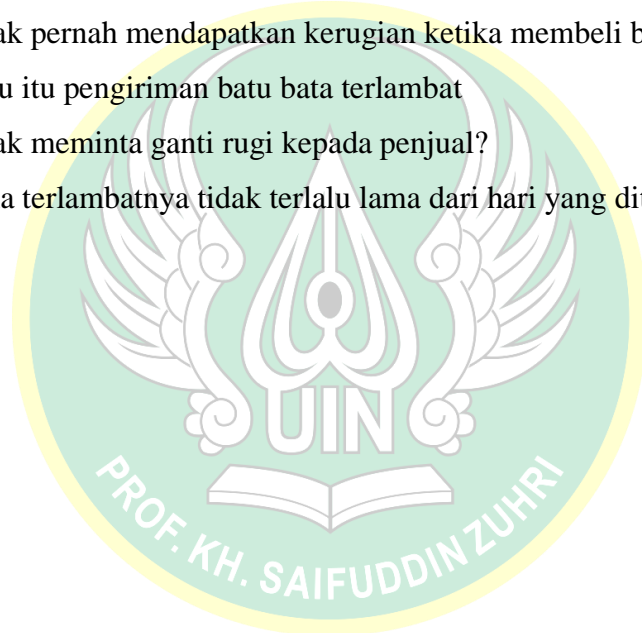 ak pernah mendapatkan kerugian ketika membeli b
u itu pengiriman batu bata terlambat
ak meminta ganti rugi kepada penjual?
a terlambatnya tidak terlalu lama dari hari yang dit
UIN
PROF. KH. SAIFUDDIN ZUHRI